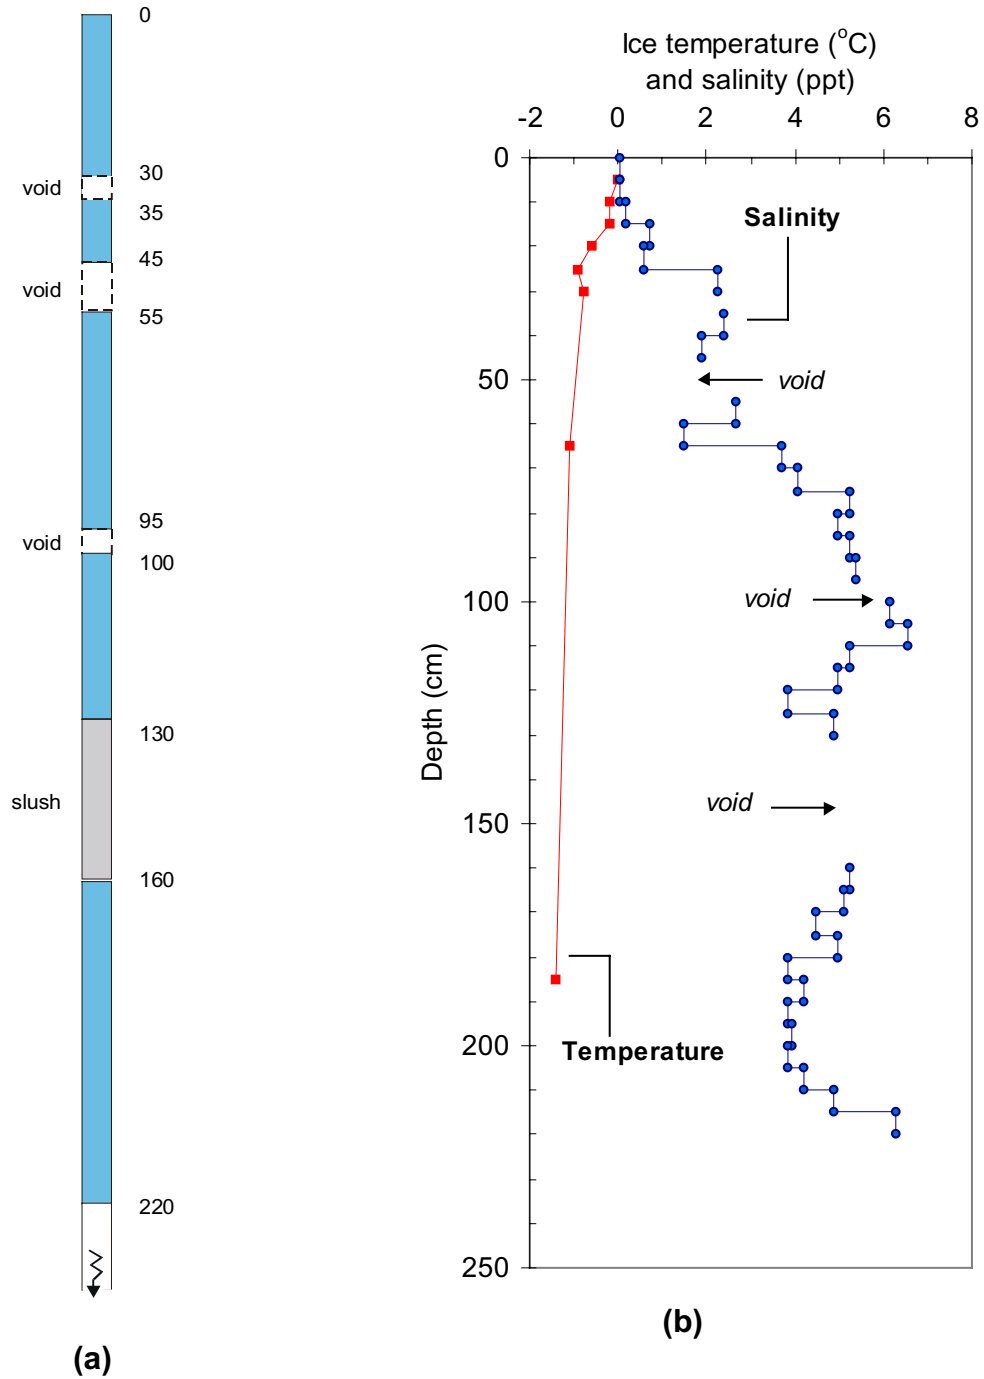 0
30
void
35
45
void
55
95
void
100
130
slush
160
220
(a)
Ice temperature (°C)
and salinity (ppt)
-2 0 2 4 6 8
0
50
100
150
200
250
Depth (cm)
Salinity
void
void
void
Temperature
(b)